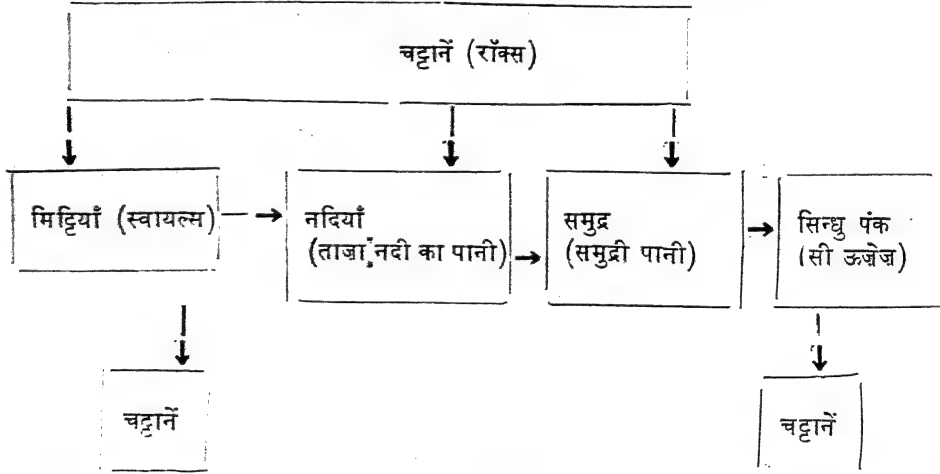 चट्टानें (रॉक्स)
मिट्टियाँ (स्वायल्स)
नदियाँ
(ताज़ा नदी का पानी)
समुद्र
(समुद्री पानी)
सिन्धु पंक
(सी ऊज़ेज़)
चट्टानें
चट्टानें